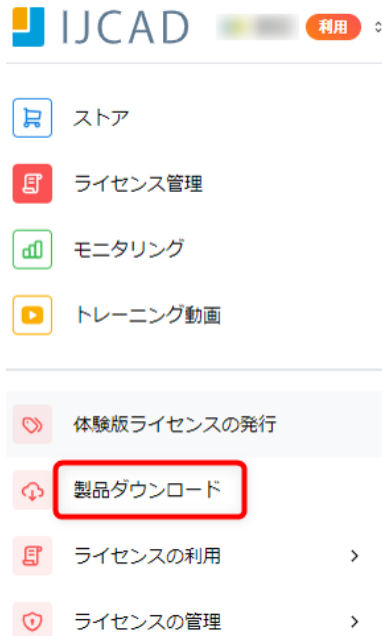 IJCAD 利用
ストア
ライセンス管理
モニタリング
トレーニング動画
体験版ライセンスの発行
製品ダウンロード
ライセンスの利用
ライセンスの管理